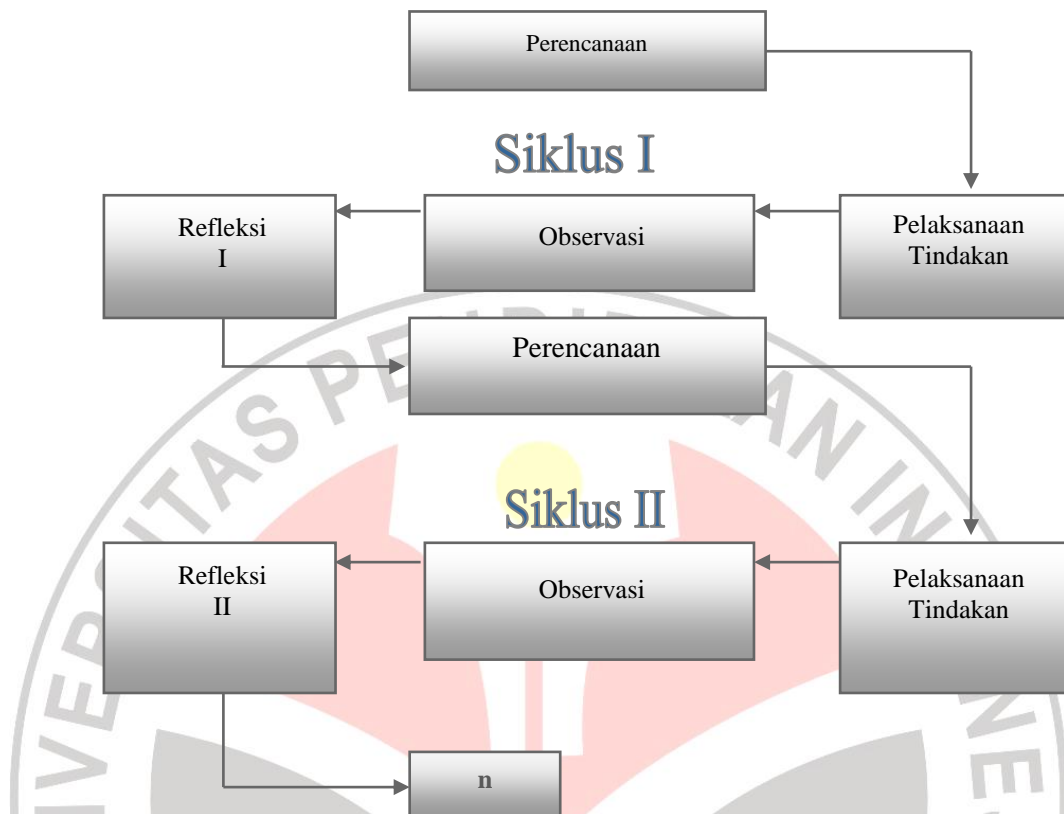 Perencanaan
Siklus I
Refleksi
I
Observasi
Pelaksanaan
Tindakan
Perencanaan
Siklus II
Refleksi
II
Observasi
Pelaksanaan
Tindakan
n